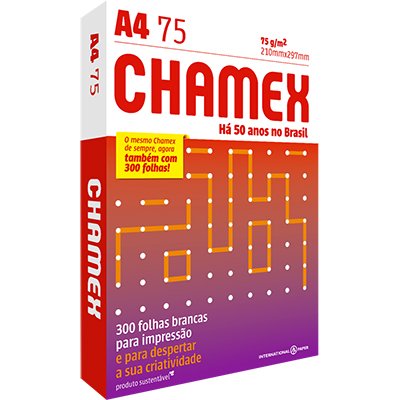 A4 75
75 g/m²
210mmx297mm
CHAMEX
Há 50 anos no Brasil
O mesmo Chamex
de sempre, agora
também com
300 folhas!
300 folhas brancas
para impressão
e para despertar
a sua criatividade
produto sustentável
INTERNATIONAL PAPER
A4 75
CHAMEX